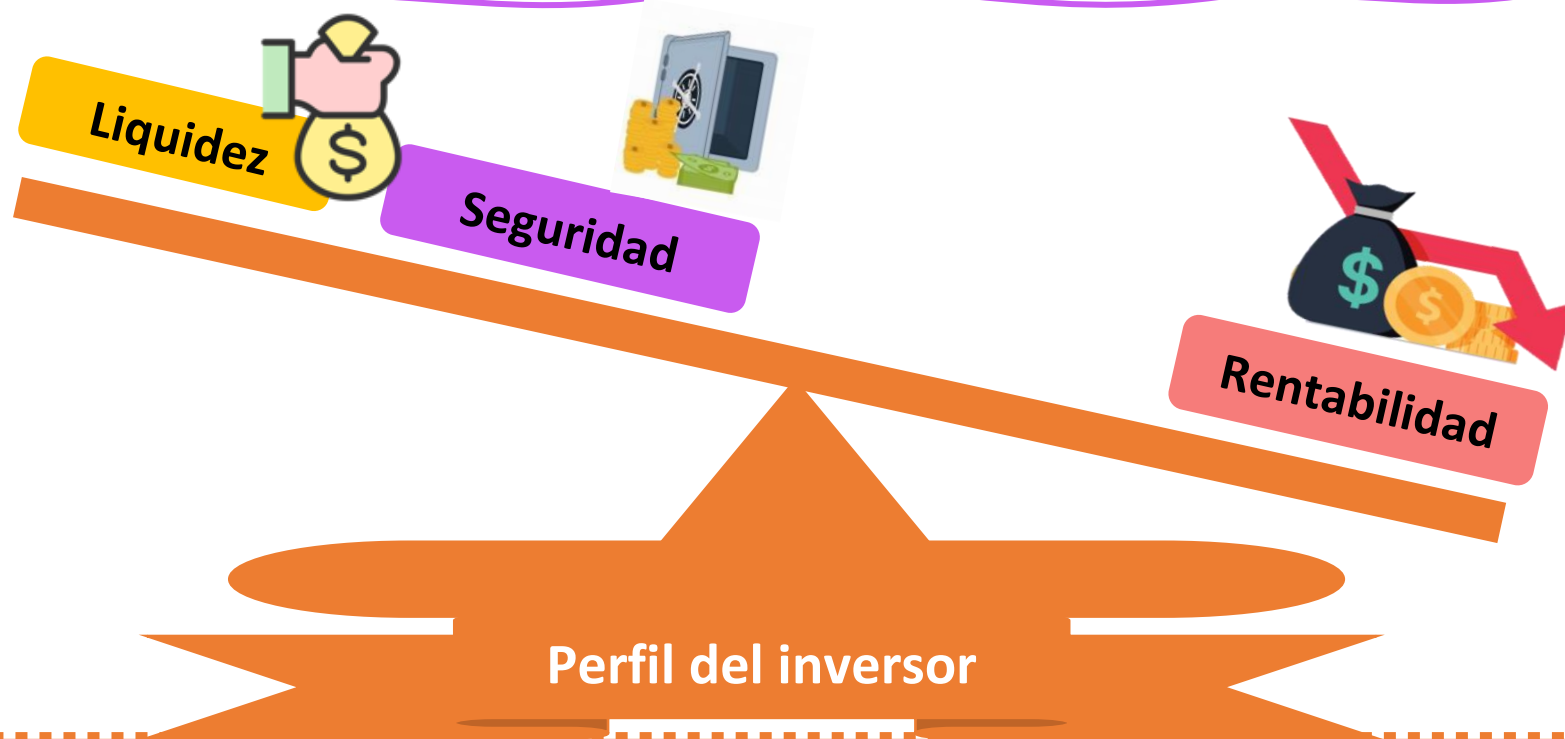 Liquidez
$
Seguridad
$
$
Rentabilidad
Perfil del inversor